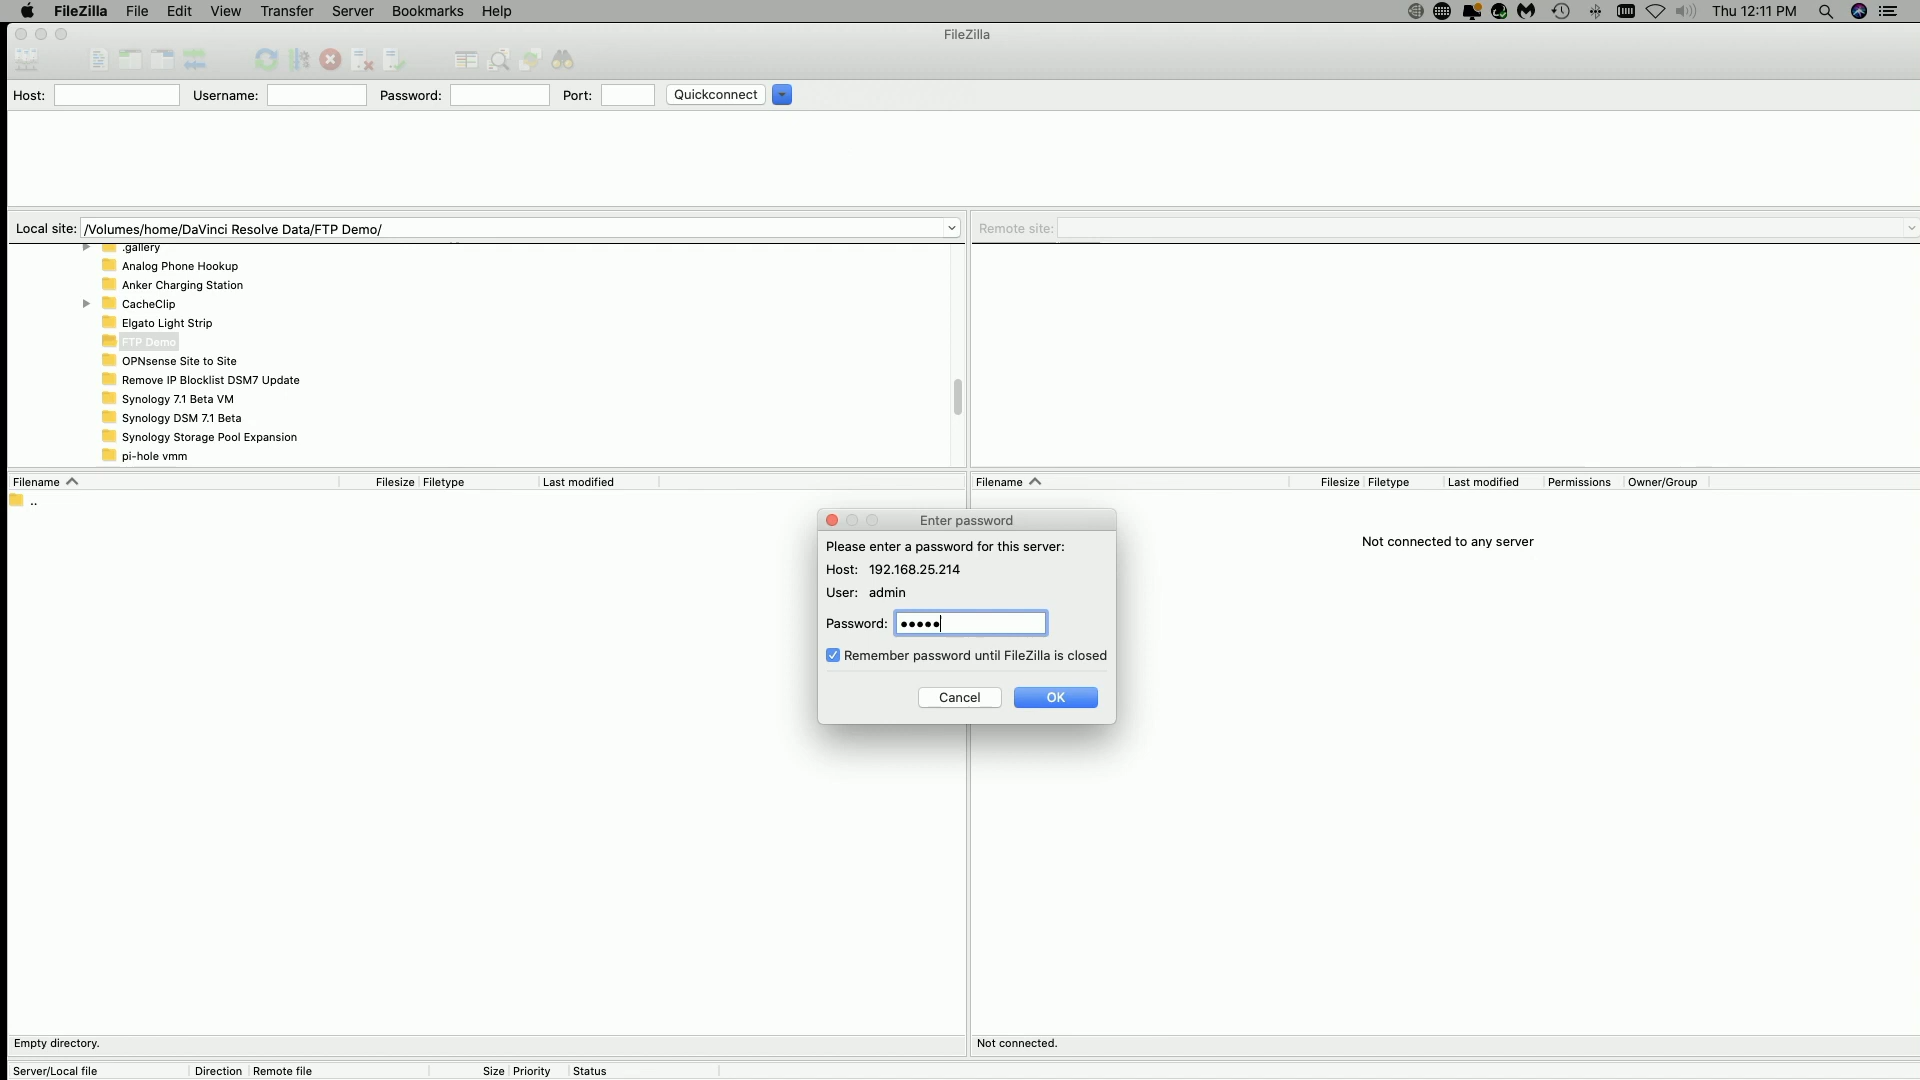 FileZilla File Edit View Transfer Server Bookmarks Help Thu 12:11 PM
FileZilla
Host: Username: Password: Port: Quickconnect
Local site: /Volumes/home/DaVinci Resolve Data/FTP Demo/ Remote site:
.gallery
Analog Phone Hookup
Anker Charging Station
CacheClip
Elgato Light Strip
FTP Demo
OPNsense Site to Site
Remove IP Blocklist DSM7 Update
Synology 7.1 Beta VM
Synology DSM 7.1 Beta
Synology Storage Pool Expansion
pi-hole vmm
Filename Filesize Filetype Last modified Filename Filesize Filetype Last modified Permissions Owner/Group
..
Not connected to any server
Enter password
Please enter a password for this server:
Host: 192.168.25.214
User: admin
Password: •••••
Remember password until FileZilla is closed
Cancel OK
Empty directory. Not connected.
Server/Local file Direction Remote file Size Priority Status